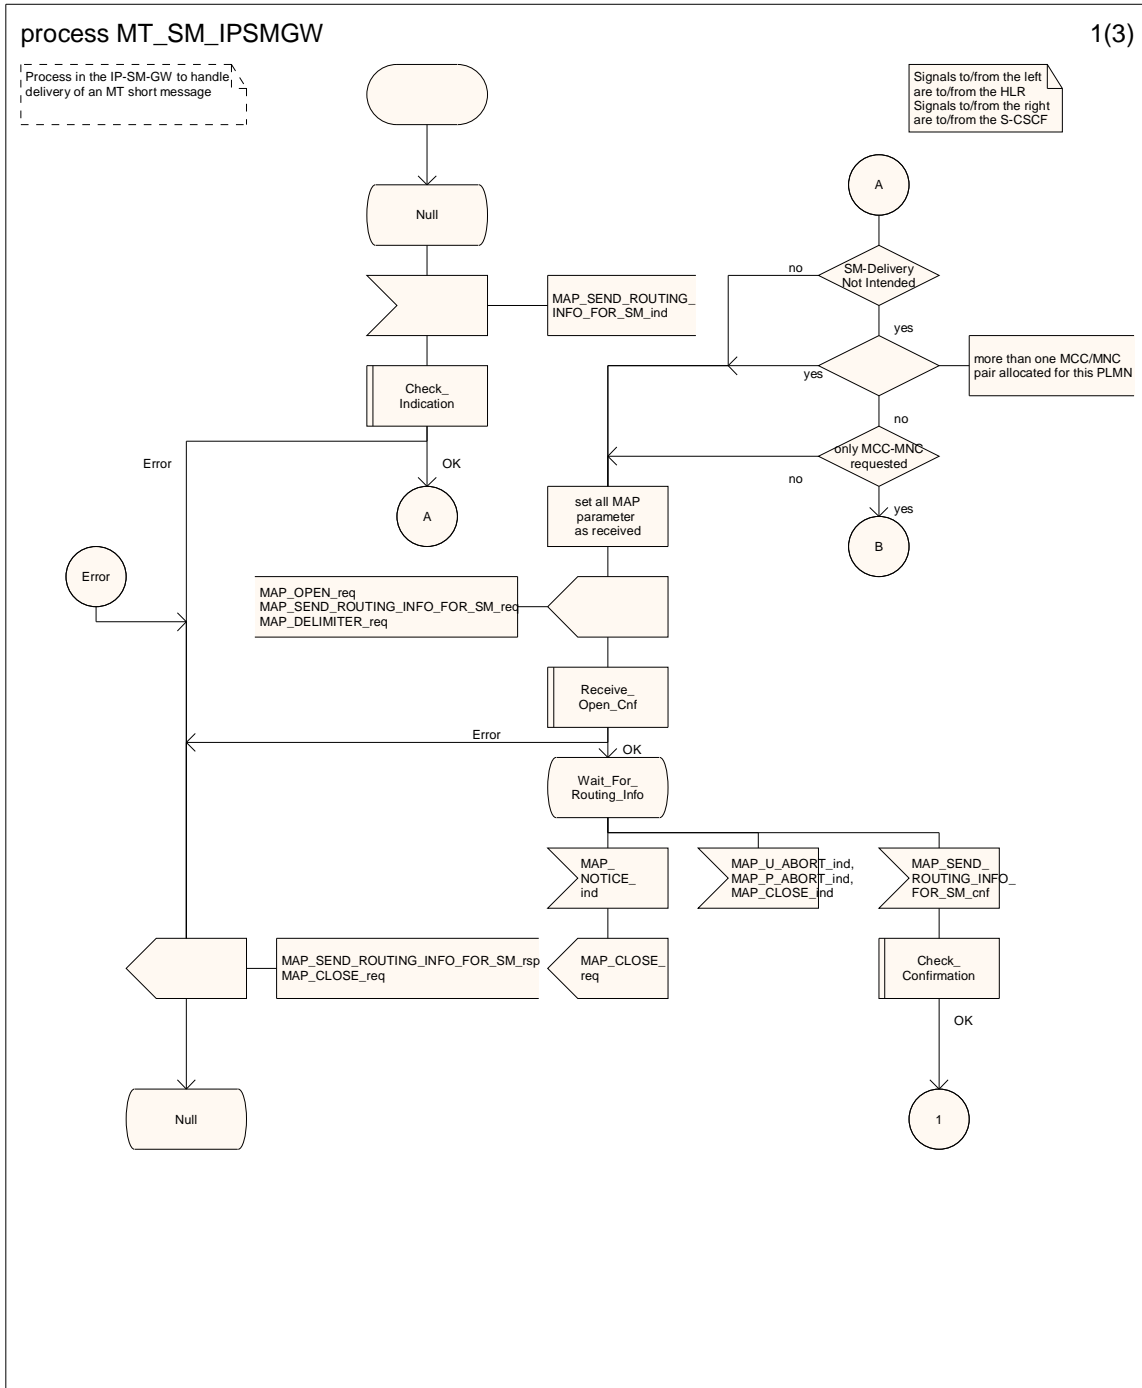 process MT_SM_IPSMGW
1(3)
Process in the IP-SM-GW to handle
delivery of an MT short message
Signals to/from the left
are to/from the HLR
Signals to/from the right
are to/from the S-CSCF
Null
MAP_SEND_ROUTING_
INFO_FOR_SM_ind
Check_
Indication
Error
OK
A
A
SM-Delivery
Not Intended
no
yes
more than one MCC/MNC
pair allocated for this PLMN
yes
no
only MCC-MNC
requested
no
yes
B
set all MAP
parameter
as received
Error
MAP_OPEN_req
MAP_SEND_ROUTING_INFO_FOR_SM_req
MAP_DELIMITER_req
Receive_
Open_Cnf
Error
OK
Wait_For_
Routing_Info
MAP_
NOTICE_
ind
MAP_U_ABORT_ind,
MAP_P_ABORT_ind,
MAP_CLOSE_ind
MAP_SEND_
ROUTING_INFO_
FOR_SM_cnf
MAP_SEND_ROUTING_INFO_FOR_SM_rsp
MAP_CLOSE_req
MAP_CLOSE_
req
Check_
Confirmation
OK
Null
1